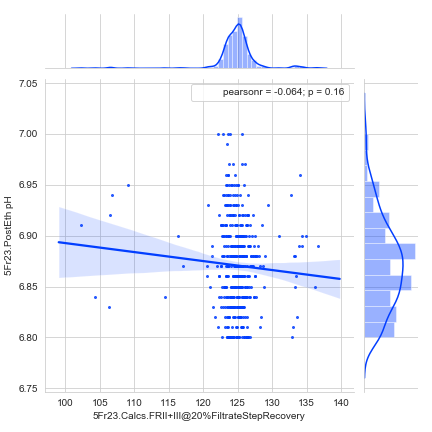 pearsonr = -0.064; p = 0.16
7.05
7.00
6.95
6.90
6.85
6.80
6.75
5Fr23.PostEth pH
100 105 110 115 120 125 130 135 140
5Fr23.Calcs.FRII+III@20%FiltrateStepRecovery